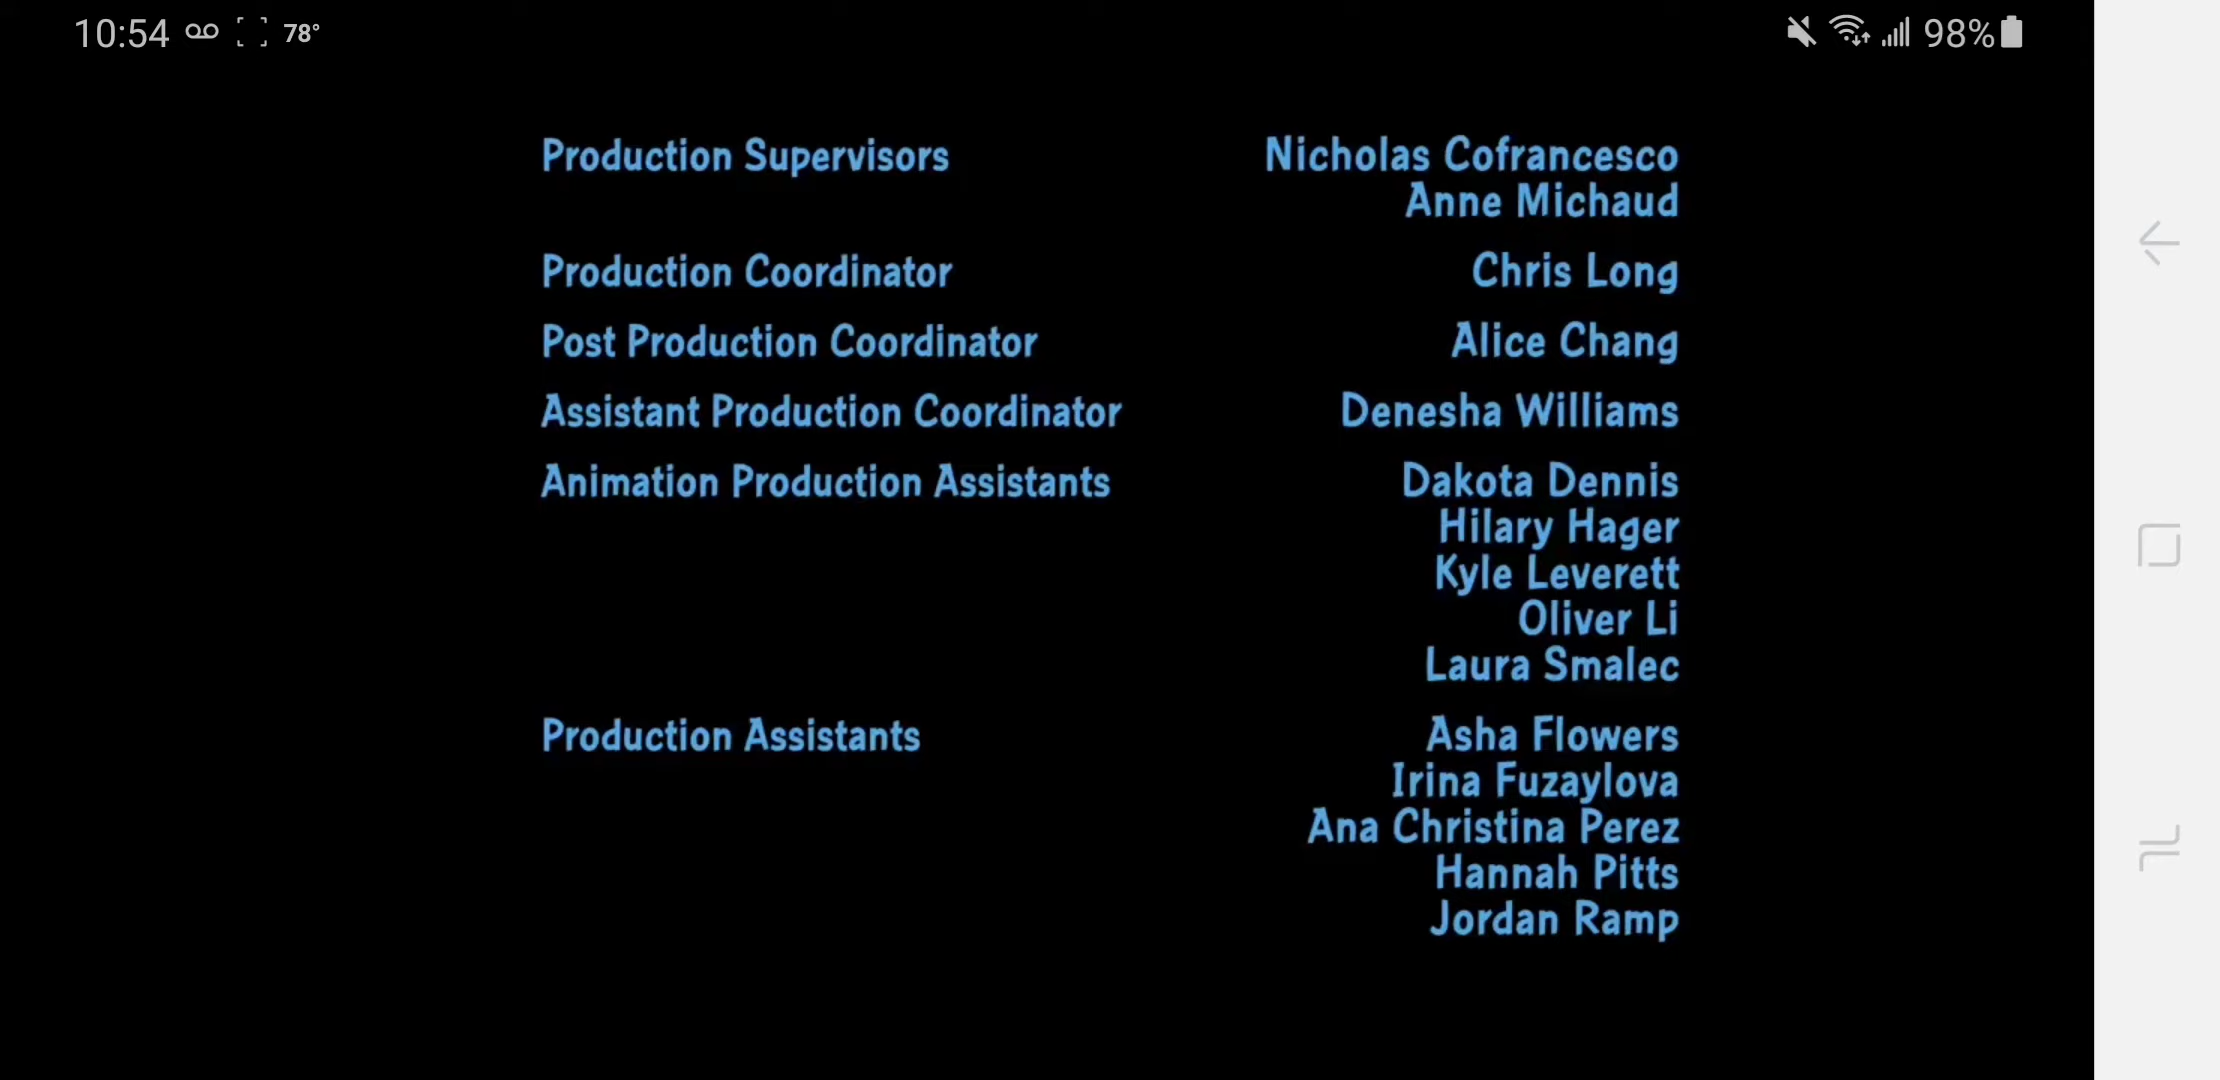 10:54 78° 98%
Production Supervisors Nicholas Cofrancesco
Anne Michaud
Production Coordinator Chris Long
Post Production Coordinator Alice Chang
Assistant Production Coordinator Denesha Williams
Animation Production Assistants Dakota Dennis
Hilary Hager
Kyle Leverett
Oliver Li
Laura Smalec
Production Assistants Asha Flowers
Irina Fuzaylova
Ana Christina Perez
Hannah Pitts
Jordan Ramp